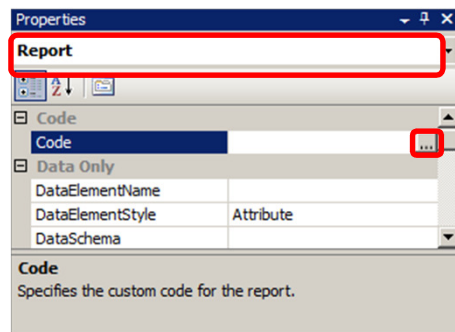 Properties
Report
Code
Code ...
Data Only
DataElementName
DataElementStyle Attribute
DataSchema
Code
Specifies the custom code for the report.